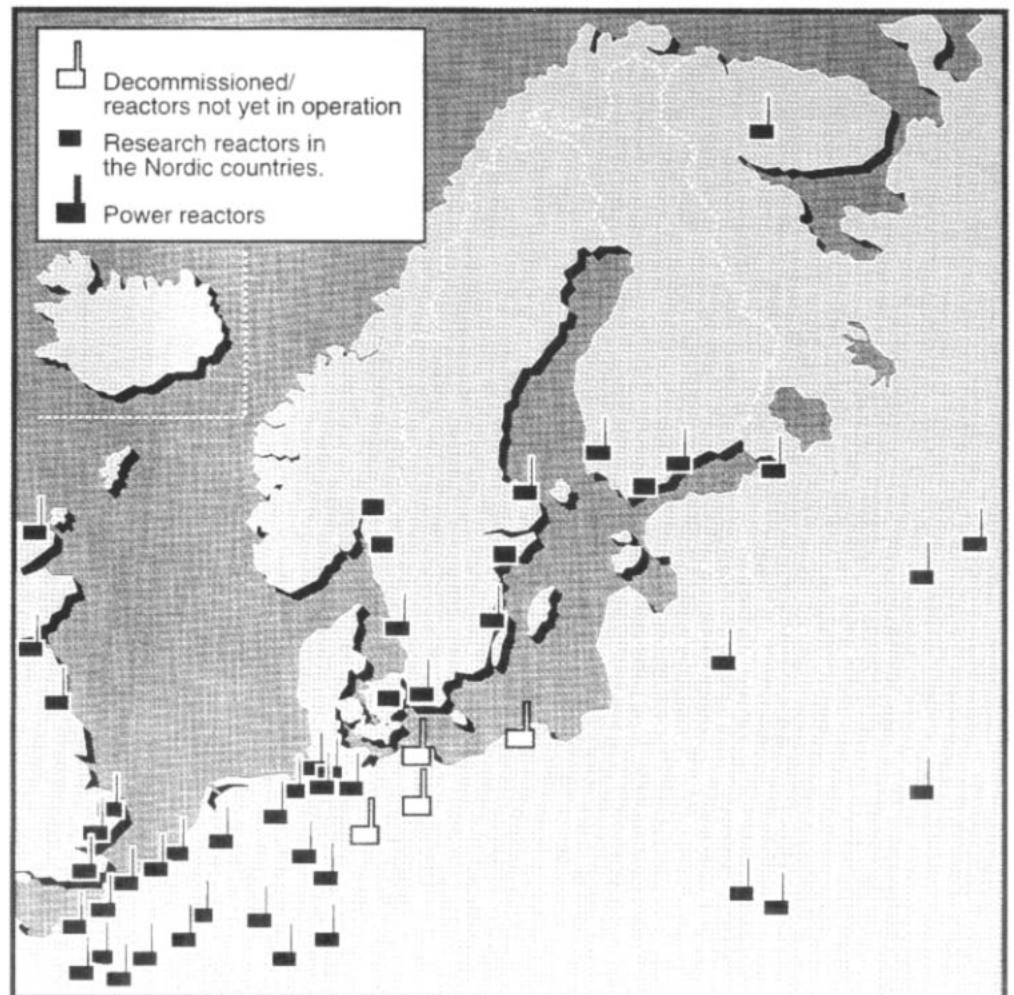 Decommissioned/
reactors not yet in operation
Research reactors in
the Nordic countries.
Power reactors